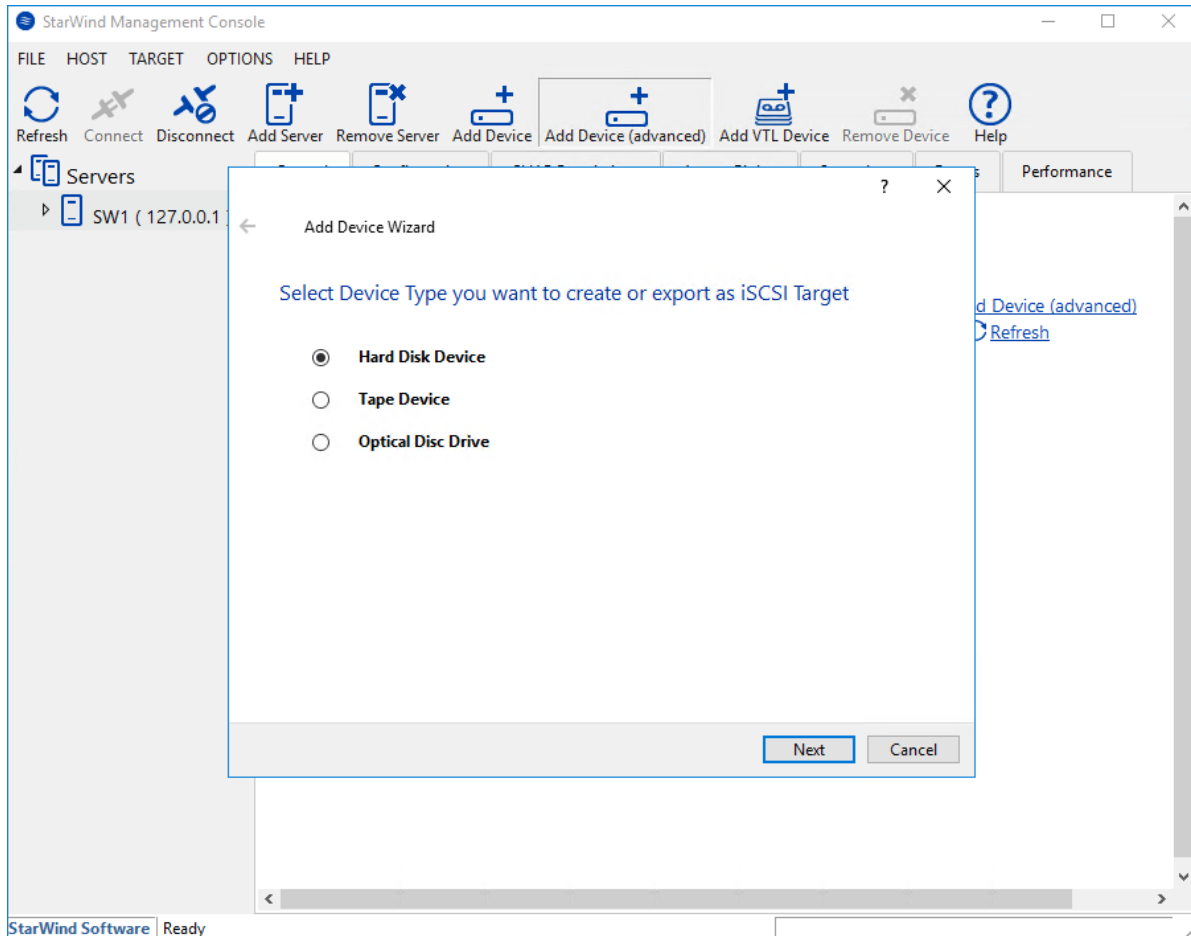 StarWind Management Console
FILE HOST TARGET OPTIONS HELP
Refresh Connect Disconnect Add Server Remove Server Add Device Add Device (advanced) Add VTL Device Remove Device Help
Servers
Performance
SW1 ( 127.0.0.1 )
?
Add Device Wizard
Select Device Type you want to create or export as iSCSI Target
d Device (advanced)
Refresh
Hard Disk Device
Tape Device
Optical Disc Drive
Next Cancel
StarWind Software Ready